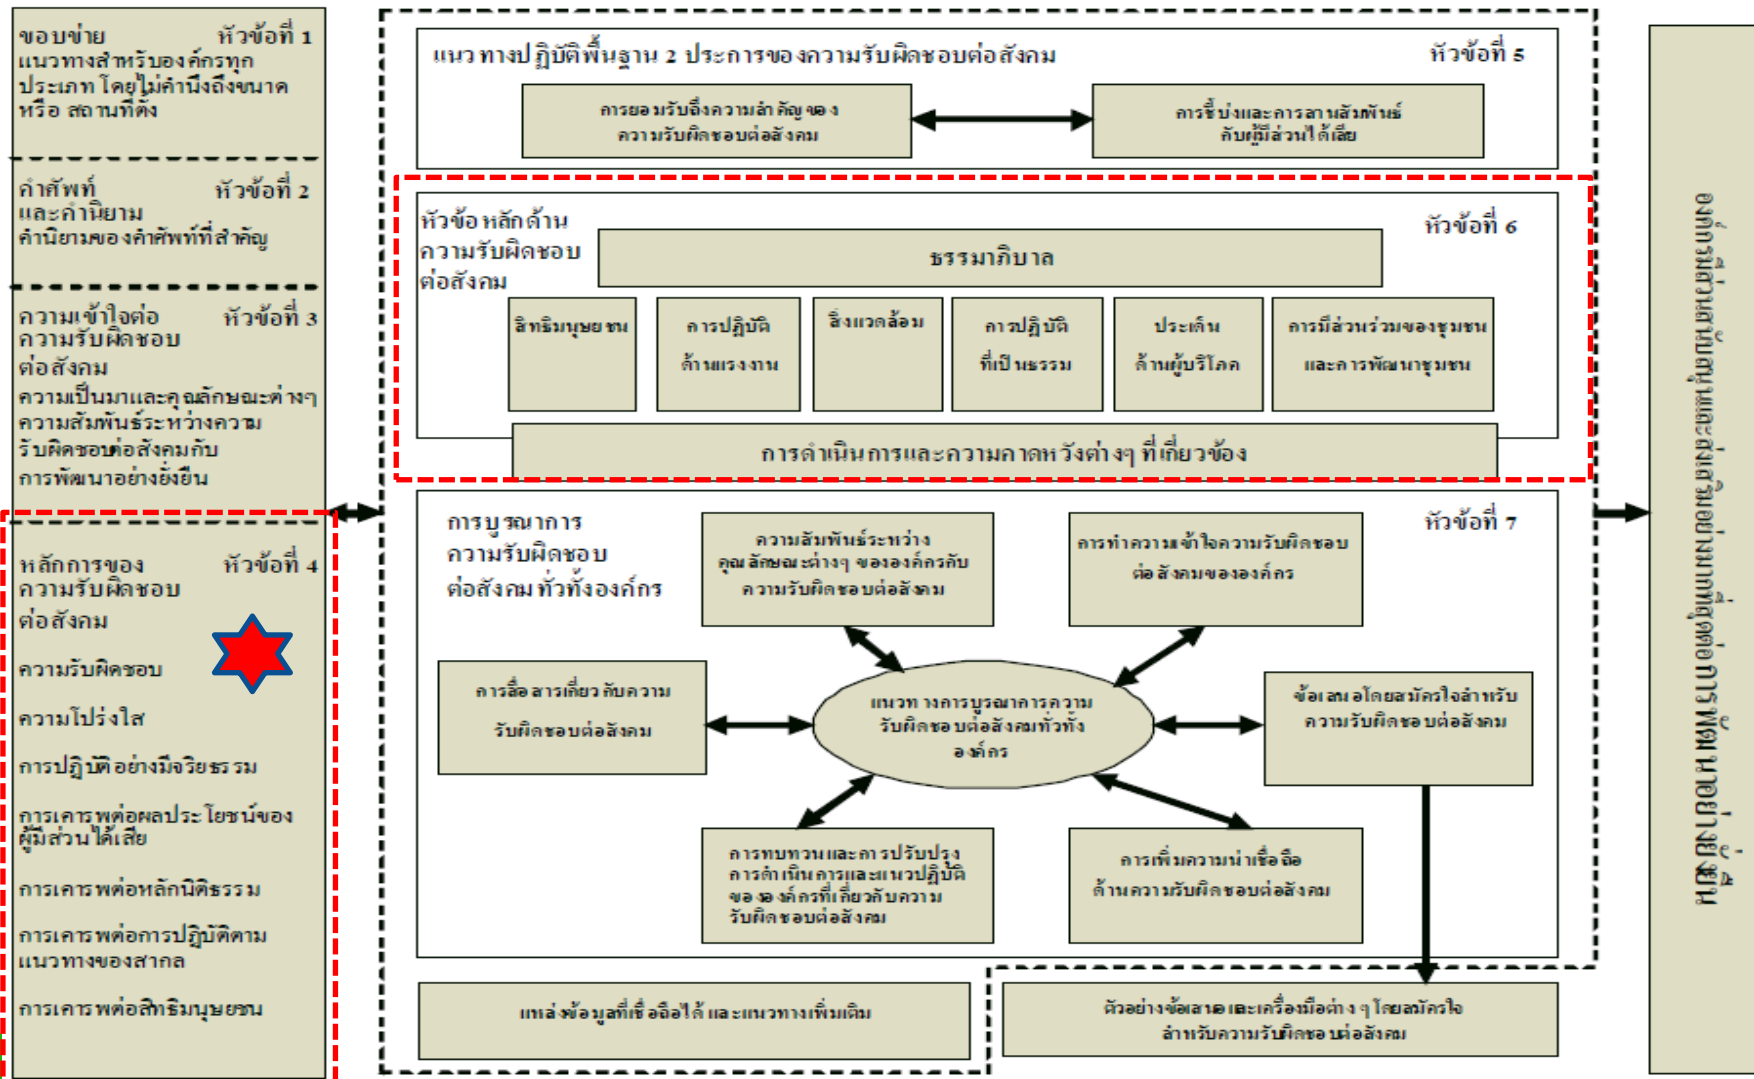 ขอบข่าย หัวข้อที่ 1
แนวทางสำหรับองค์กรทุก
ประเภท โดยไม่คำนึงถึงขนาด
หรือ สถานที่ตั้ง
คำศัพท์ หัวข้อที่ 2
และคำนิยาม
คำนิยามของคำศัพท์ที่สำคัญ
ความเข้าใจต่อ หัวข้อที่ 3
ความรับผิดชอบ
ต่อสังคม
ความเป็นมาและคุณลักษณะต่างๆ
ความสัมพันธ์ระหว่างความ
รับผิดชอบต่อสังคมกับ
การพัฒนาอย่างยั่งยืน
หลักการของ หัวข้อที่ 4
ความรับผิดชอบ
ต่อสังคม
ความรับผิดชอบ
ความโปร่งใส
การปฏิบัติอย่างมีจริยธรรม
การเคารพต่อผลประโยชน์ของ
ผู้มีส่วนได้เสีย
การเคารพต่อหลักนิติธรรม
การเคารพต่อการปฏิบัติตาม
แนวทางของสากล
การเคารพต่อสิทธิมนุษยชน
แนวทางปฏิบัติพื้นฐาน 2 ประการของความรับผิดชอบต่อสังคม หัวข้อที่ 5
การยอมรับถึงความสำคัญของ
ความรับผิดชอบต่อสังคม
การชี้บ่งและการสานสัมพันธ์
กับผู้มีส่วนได้เสีย
หัวข้อหลักด้าน หัวข้อที่ 6
ความรับผิดชอบ
ต่อสังคม
ธรรมาภิบาล
สิทธิมนุษยชน
การปฏิบัติ
ด้านแรงงาน
สิ่งแวดล้อม
การปฏิบัติ
ที่เป็นธรรม
ประเด็น
ด้านผู้บริโภค
การมีส่วนร่วมของชุมชน
และการพัฒนาชุมชน
การดำเนินการและความคาดหวังต่างๆ ที่เกี่ยวข้อง
การบูรณาการ หัวข้อที่ 7
ความรับผิดชอบ
ต่อสังคมทั่วทั้งองค์กร
ความสัมพันธ์ระหว่าง
คุณลักษณะต่างๆ ขององค์กรกับ
ความรับผิดชอบต่อสังคม
การทำความเข้าใจความรับผิดชอบ
ต่อสังคมขององค์กร
การสื่อสารเกี่ยวกับความ
รับผิดชอบต่อสังคม
แนวทางการบูรณาการความ
รับผิดชอบต่อสังคมทั่วทั้ง
องค์กร
ข้อเสนอโดยสมัครใจสำหรับ
ความรับผิดชอบต่อสังคม
การทบทวนและการปรับปรุง
การดำเนินการและแนวปฏิบัติ
ขององค์กรที่เกี่ยวกับความ
รับผิดชอบต่อสังคม
การเพิ่มความน่าเชื่อถือ
ด้านความรับผิดชอบต่อสังคม
แหล่งข้อมูลที่เชื่อถือได้ และแนวทางเพิ่มเติม
ตัวอย่างข้อเสนอและเครื่องมือต่างๆ โดยสมัครใจ
สำหรับความรับผิดชอบต่อสังคม
องค์กรมีส่วนสนับสนุนและส่งเสริมอย่างมากที่สุดต่อการพัฒนาอย่างยั่งยืน